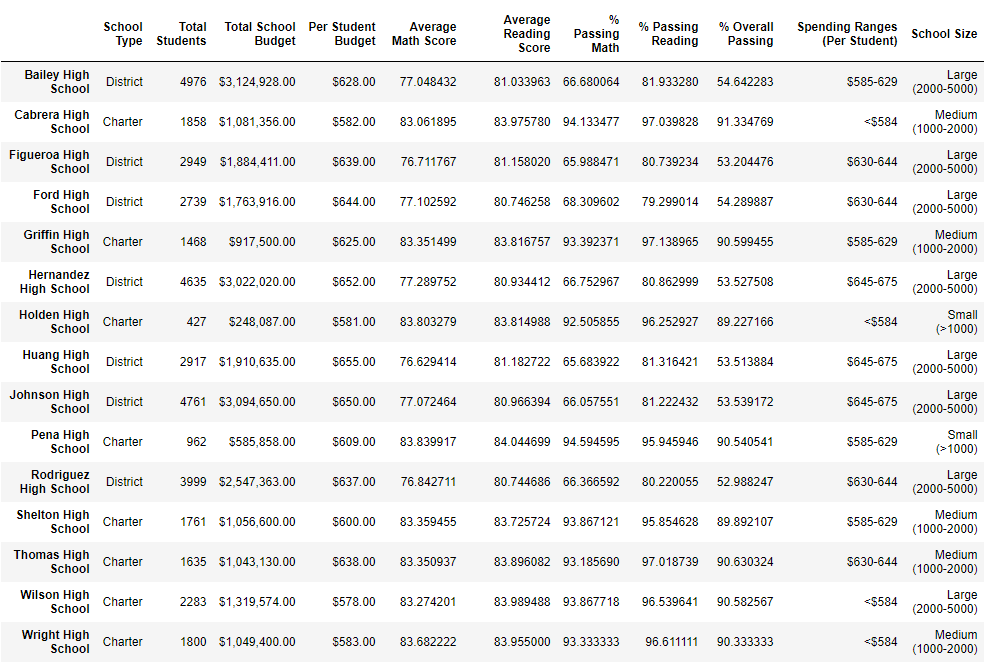 School Type Total Students Total School Budget Per Student Budget Average Math Score Average Reading Score % Passing Math % Passing Reading % Overall Passing Spending Ranges (Per Student) School Size
Bailey High School District 4976 $3,124,928.00 $628.00 77.048432 81.033963 66.680064 81.933280 54.642283 $585-629 Large (2000-5000)
Cabrera High School Charter 1858 $1,081,356.00 $582.00 83.061895 83.975780 94.133477 97.039828 91.334769 <$584 Medium (1000-2000)
Figueroa High School District 2949 $1,884,411.00 $639.00 76.711767 81.158020 65.988471 80.739234 53.204476 $630-644 Large (2000-5000)
Ford High School District 2739 $1,763,916.00 $644.00 77.102592 80.746258 68.309602 79.299014 54.289887 $630-644 Large (2000-5000)
Griffin High School Charter 1468 $917,500.00 $625.00 83.351499 83.816757 93.392371 97.138965 90.599455 $585-629 Medium (1000-2000)
Hernandez High School District 4635 $3,022,020.00 $652.00 77.289752 80.934412 66.752967 80.862999 53.527508 $645-675 Large (2000-5000)
Holden High School Charter 427 $248,087.00 $581.00 83.803279 83.814988 92.505855 96.252927 89.227166 <$584 Small (>1000)
Huang High School District 2917 $1,910,635.00 $655.00 76.629414 81.182722 65.683922 81.316421 53.513884 $645-675 Large (2000-5000)
Johnson High School District 4761 $3,094,650.00 $650.00 77.072464 80.966394 66.057551 81.222432 53.539172 $645-675 Large (2000-5000)
Pena High School Charter 962 $585,858.00 $609.00 83.839917 84.044699 94.594595 95.945946 90.540541 $585-629 Small (>1000)
Rodriguez High School District 3999 $2,547,363.00 $637.00 76.842711 80.744686 66.366592 80.220055 52.988247 $630-644 Large (2000-5000)
Shelton High School Charter 1761 $1,056,600.00 $600.00 83.359455 83.725724 93.867121 95.854628 89.892107 $585-629 Medium (1000-2000)
Thomas High School Charter 1635 $1,043,130.00 $638.00 83.350937 83.896082 93.185690 97.018739 90.630324 $630-644 Medium (1000-2000)
Wilson High School Charter 2283 $1,319,574.00 $578.00 83.274201 83.989488 93.867718 96.539641 90.582567 <$584 Large (2000-5000)
Wright High School Charter 1800 $1,049,400.00 $583.00 83.682222 83.955000 93.333333 96.611111 90.333333 <$584 Medium (1000-2000)